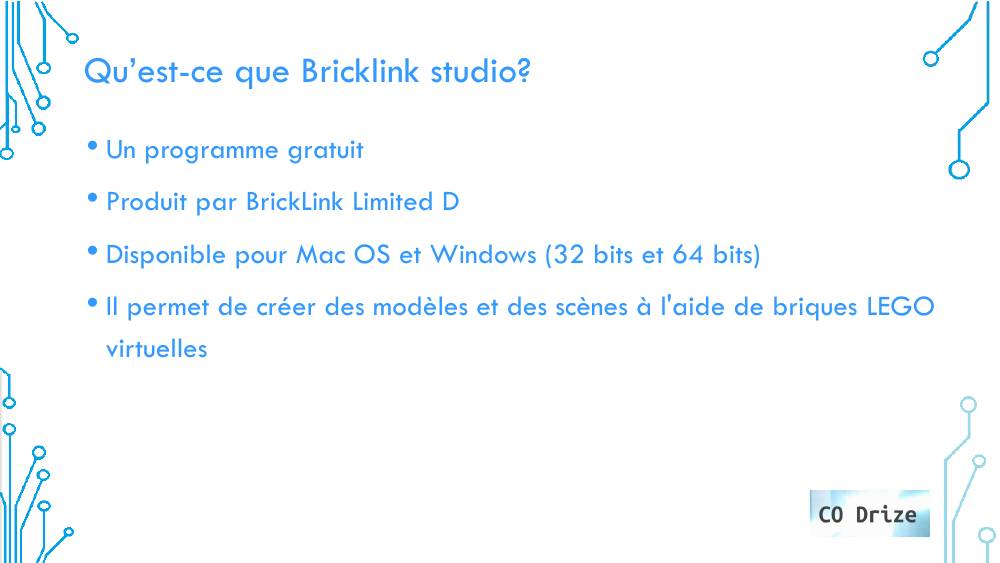 Qu’est-ce que Bricklink studio?
• Un programme gratuit
• Produit par BrickLink Limited D
• Disponible pour Mac OS et Windows (32 bits et 64 bits)
• Il permet de créer des modèles et des scènes à l'aide de briques LEGO
virtuelles
CO Drize